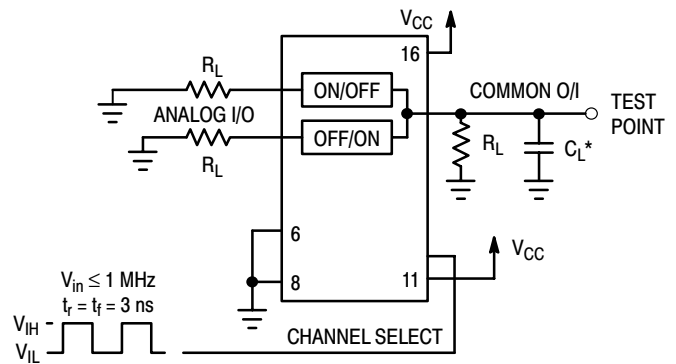 VCC
16
RL
ON/OFF
COMMON O/I
TEST
POINT
ANALOG I/O
OFF/ON
RL
RL
CL*
6
VCC
8
11
Vin ≤ 1 MHz
tr = tf = 3 ns
VIH
VIL
CHANNEL SELECT